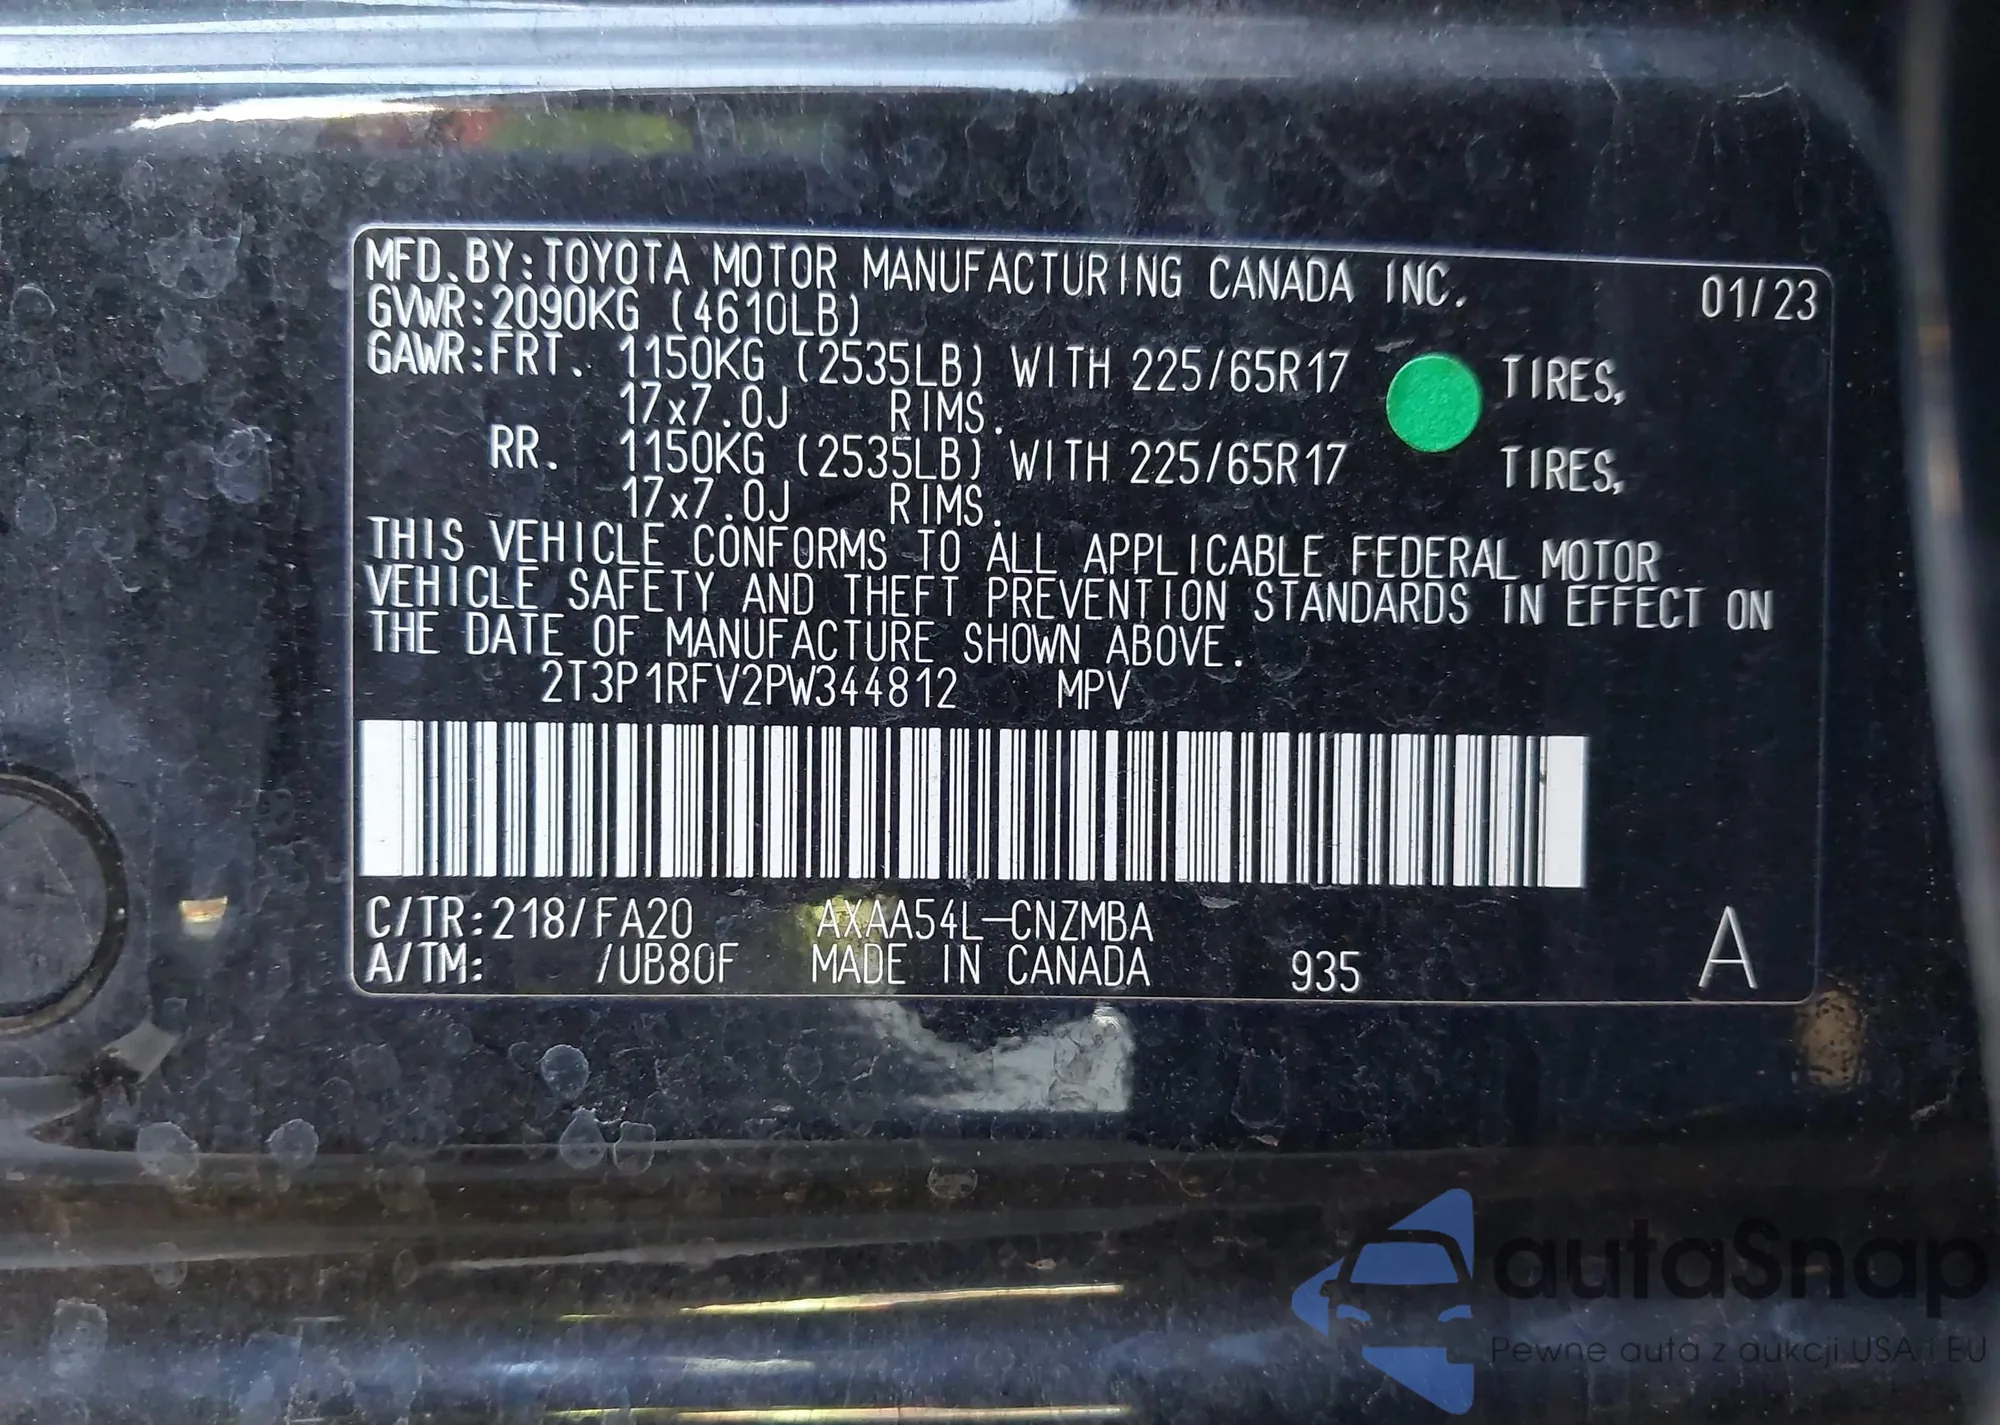 MFD.BY:TOYOTA MOTOR MANUFACTURING CANADA INC. 01/23
GVWR:2090KG (4610LB)
GAWR:FRT. 1150KG (2535LB) WITH 225/65R17 TIRES,
17x7.0J RIMS.
RR. 1150KG (2535LB) WITH 225/65R17 TIRES,
17x7.0J RIMS.
THIS VEHICLE CONFORMS TO ALL APPLICABLE FEDERAL MOTOR
VEHICLE SAFETY AND THEFT PREVENTION STANDARDS IN EFFECT ON
THE DATE OF MANUFACTURE SHOWN ABOVE.
2T3P1RFV2PW344812 MPV
C/TR:218/FA20 AXAA54L-CNZMBA
A/TM: /UB80F MADE IN CANADA 935 A
autoSnap
Pewne auta z aukcji USA i EU